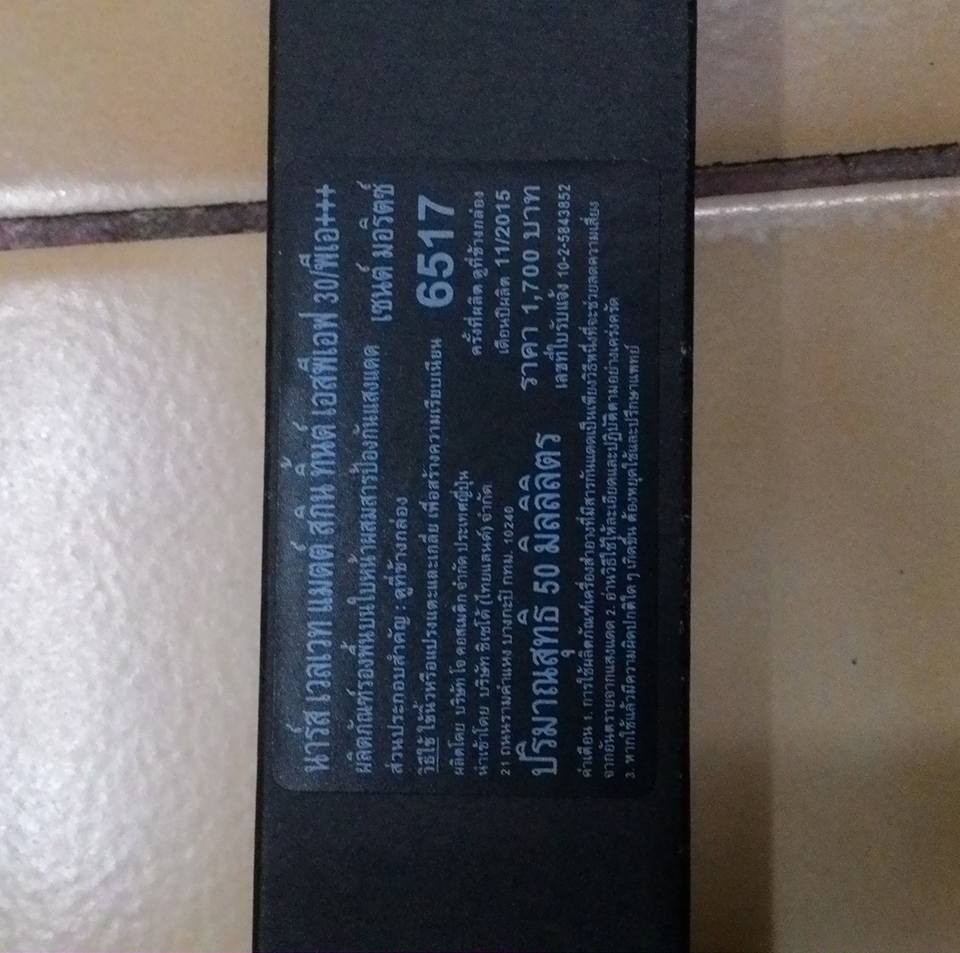 นาร์ส เวลเวท แมตต์ สกิน ทินต์ เอสพีเอฟ 30/พีเอ+++
ผลิตภัณฑ์รองพื้นบนใบหน้าผสมสารป้องกันแสงแดด เซนต์ มอริตซ์
ส่วนประกอบสำคัญ : ดูที่ข้างกล่อง 6517
วิธีใช้ ใช้นิ้วหรือแปรงแตะและเกลี่ย เพื่อสร้างความเรียบเนียน
ผลิตโดย บริษัท โจ คอสเมติก จำกัด ประเทศญี่ปุ่น ครั้งที่ผลิต ดูที่ข้างกล่อง
นำเข้าโดย บริษัท ชิเชโด้ (ไทยแลนด์) จำกัด เดือนปีผลิต 11/2015
21 ถนนรามคำแหง บางกะปิ กทม. 10240
ปริมาณสุทธิ 50 มิลลิลิตร ราคา 1,700 บาท
เลขที่ใบรับแจ้ง 10-2-5843852
คำเตือน 1. การใช้ผลิตภัณฑ์เครื่องสำอางที่มีสารกันแดดเป็นเพียงวิธีหนึ่งที่จะช่วยลดความเสี่ยง
จากอันตรายจากแสงแดด 2. อ่านวิธีใช้ให้ละเอียดและปฏิบัติตามอย่างเคร่งครัด
3. หากใช้แล้วมีความผิดปกติใด ๆ เกิดขึ้น ต้องหยุดใช้และปรึกษาแพทย์